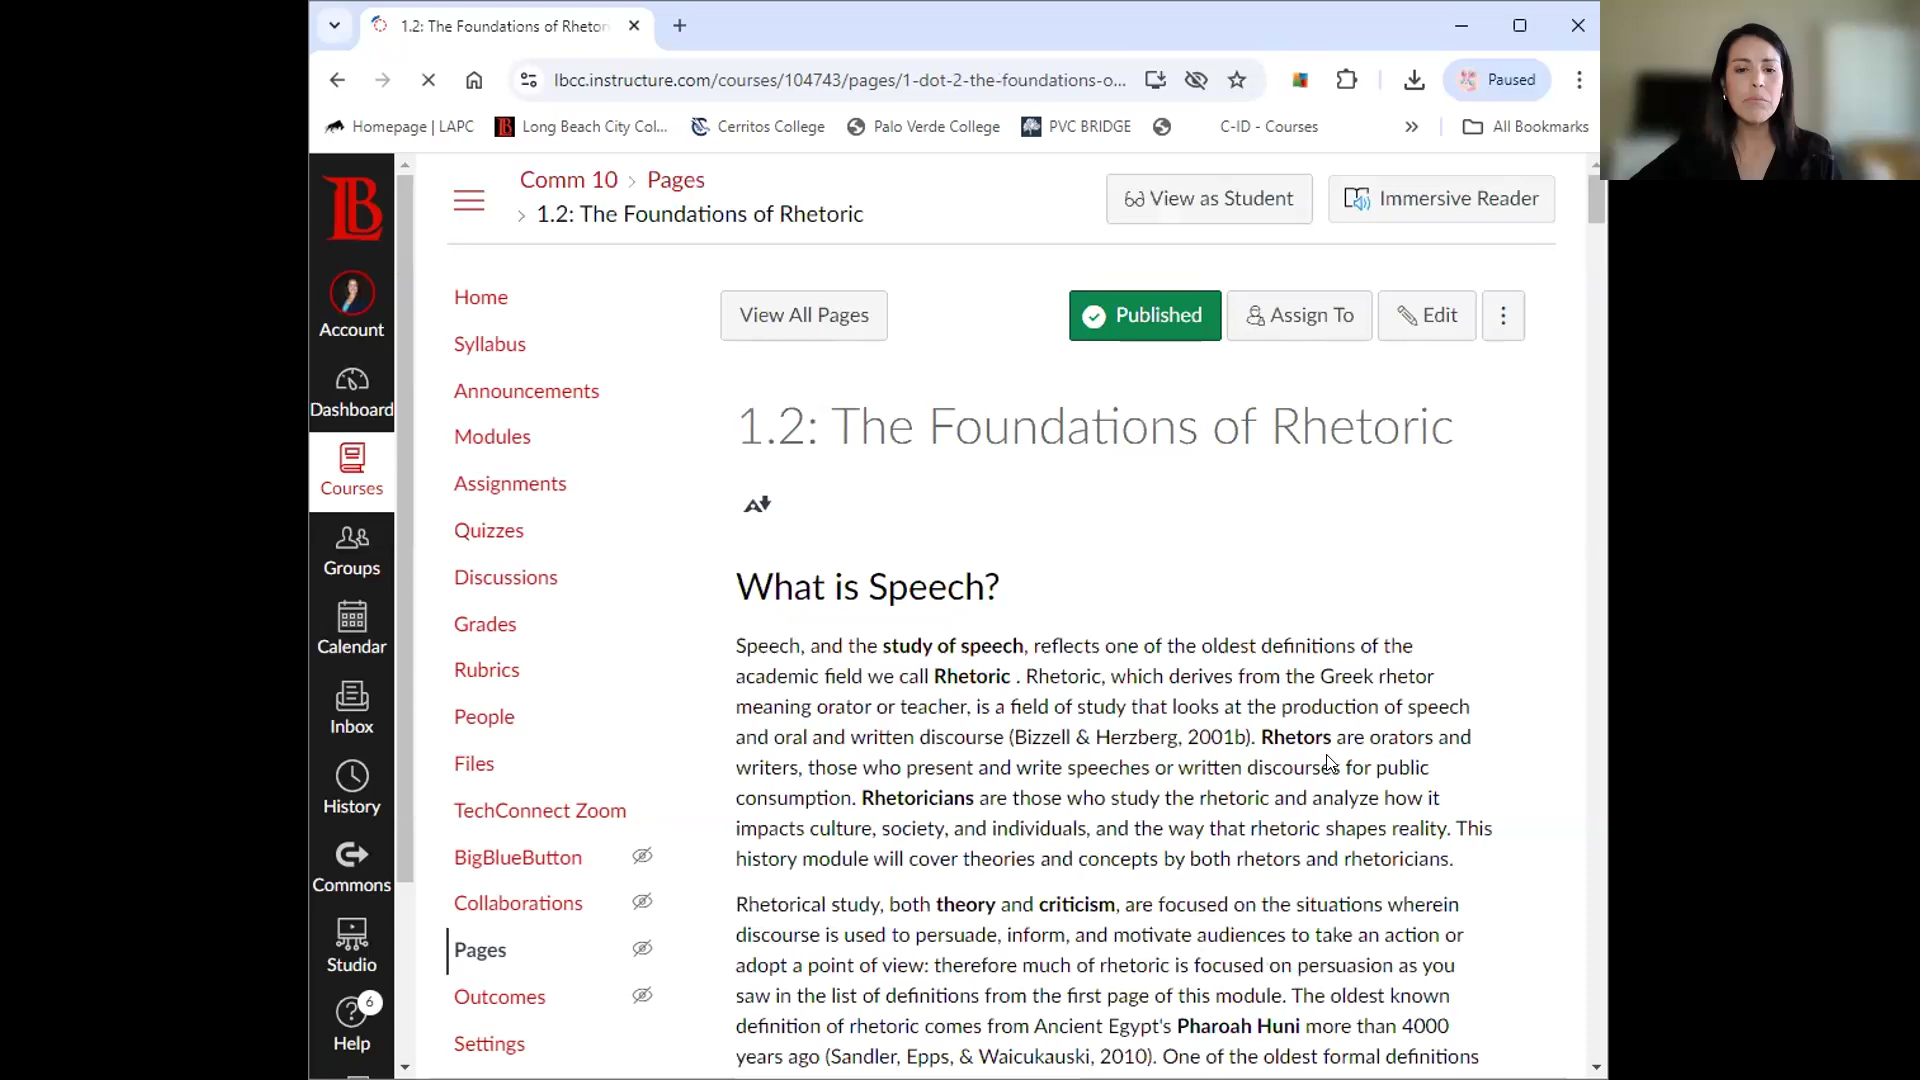 1.2: The Foundations of Rhetor
lbcc.instructure.com/courses/104743/pages/1-dot-2-the-foundations-o...
Paused
Homepage | LAPC
Long Beach City Col...
Cerritos College
Palo Verde College
PVC BRIDGE
C-ID - Courses
All Bookmarks
LB
Account
Dashboard
Courses
Groups
Calendar
Inbox
History
Commons
Studio
6
Help
Comm 10 › Pages
› 1.2: The Foundations of Rhetoric
View as Student
Immersive Reader
Home
Syllabus
Announcements
Modules
Assignments
Quizzes
Discussions
Grades
Rubrics
People
Files
TechConnect Zoom
BigBlueButton
Collaborations
Pages
Outcomes
Settings
View All Pages
Published
Assign To
Edit
1.2: The Foundations of Rhetoric
What is Speech?
Speech, and the study of speech, reflects one of the oldest definitions of the
academic field we call Rhetoric . Rhetoric, which derives from the Greek rhetor
meaning orator or teacher, is a field of study that looks at the production of speech
and oral and written discourse (Bizzell & Herzberg, 2001b). Rhetors are orators and
writers, those who present and write speeches or written discourses for public
consumption. Rhetoricians are those who study the rhetoric and analyze how it
impacts culture, society, and individuals, and the way that rhetoric shapes reality. This
history module will cover theories and concepts by both rhetors and rhetoricians.
Rhetorical study, both theory and criticism, are focused on the situations wherein
discourse is used to persuade, inform, and motivate audiences to take an action or
adopt a point of view: therefore much of rhetoric is focused on persuasion as you
saw in the list of definitions from the first page of this module. The oldest known
definition of rhetoric comes from Ancient Egypt's Pharoah Huni more than 4000
years ago (Sandler, Epps, & Waicukauski, 2010). One of the oldest formal definitions